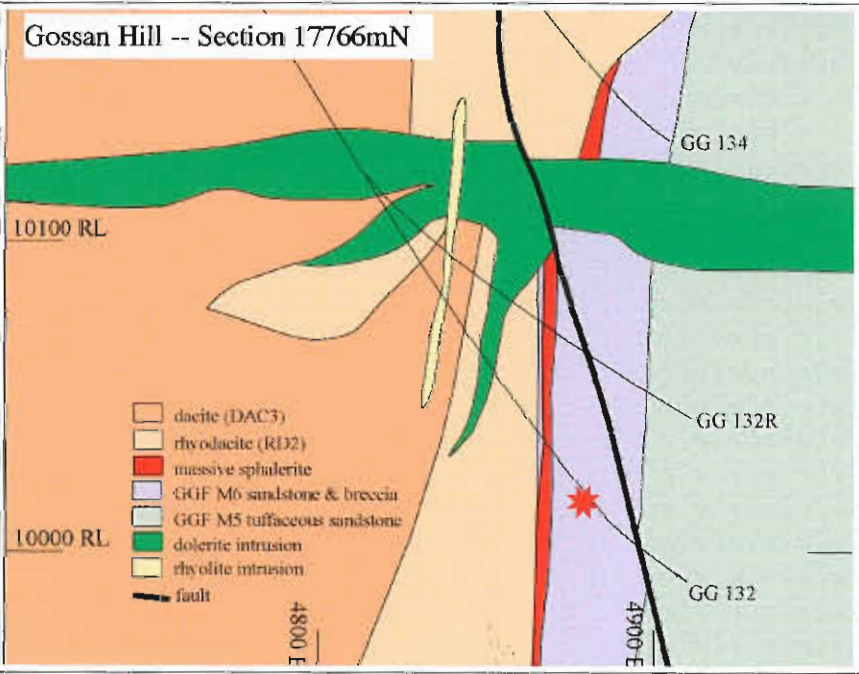 Gossan Hill -- Section 17766mN
GG 134
10100 RL
GG 132R
dacite (DAC3)
rhyodacite (RD2)
massive sphalerite
GGF M6 sandstone & breccia
GGF M5 tuffaceous sandstone
dolerite intrusion
rhyolite intrusion
fault
10000 RL
GG 132
4800 E
4900 E